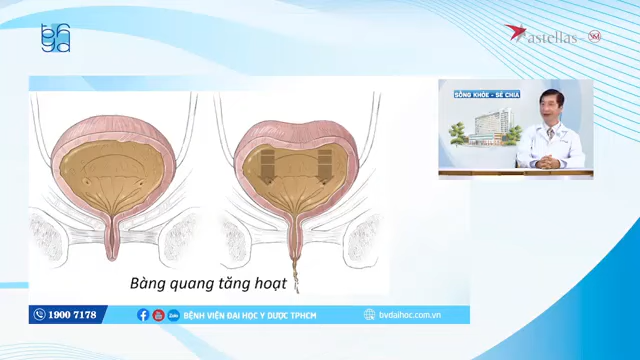 astellas
SỐNG KHỎE - SẺ CHIA
Bàng quang tăng hoạt
1900 7178
Zalo
BỆNH VIỆN ĐẠI HỌC Y DƯỢC TPHCM
bvdaihoc.com.vn